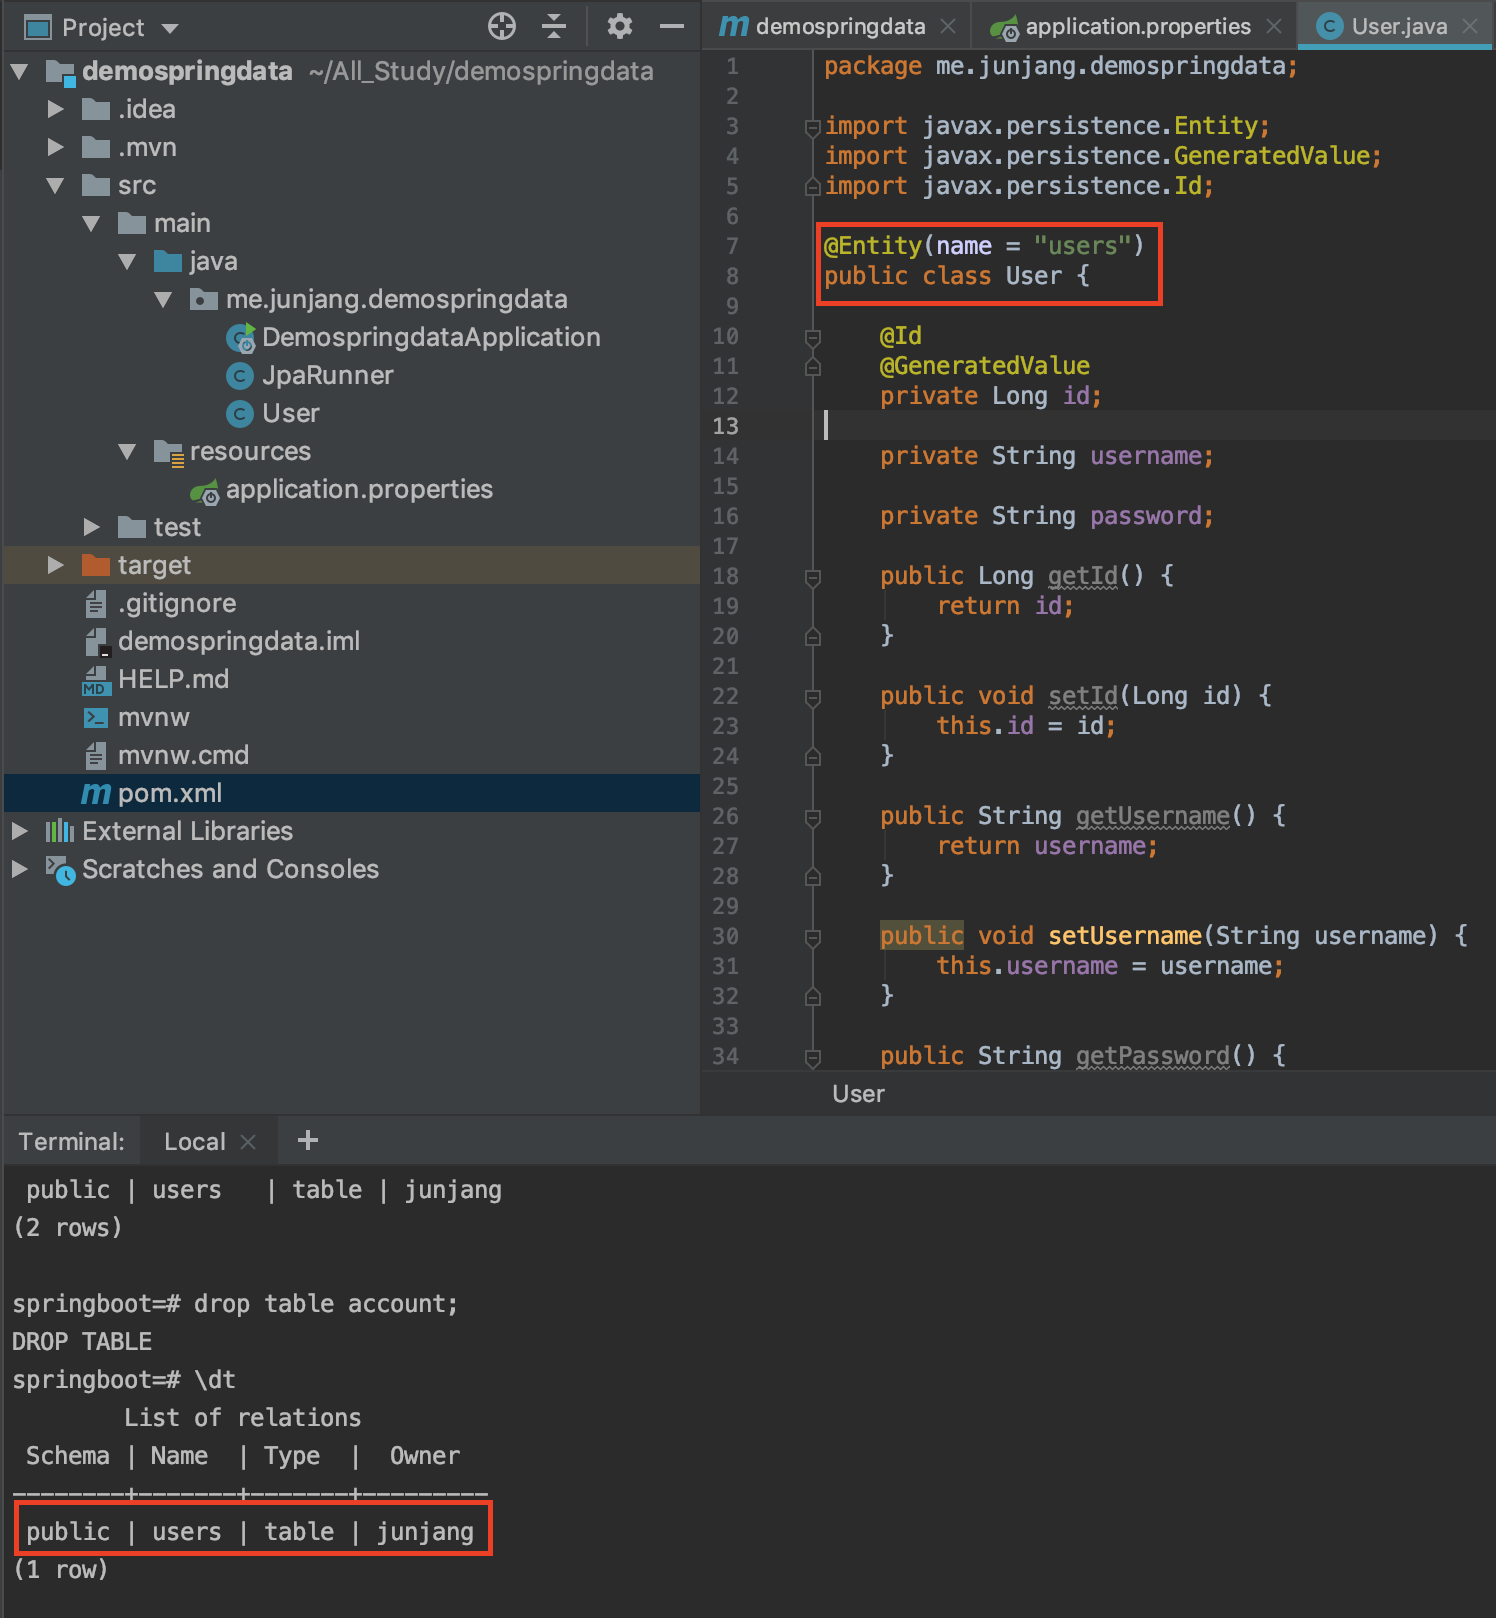 Project
demospringdata ~/All_Study/demospringdata
.idea
.mvn
src
main
java
me.junjang.demospringdata
DemospringdataApplication
JpaRunner
User
resources
application.properties
test
target
.gitignore
demospringdata.iml
HELP.md
mvnw
mvnw.cmd
pom.xml
External Libraries
Scratches and Consoles
demospringdata
application.properties
User.java
1 package me.junjang.demospringdata;
2
3 import javax.persistence.Entity;
4 import javax.persistence.GeneratedValue;
5 import javax.persistence.Id;
6
7 @Entity(name = "users")
8 public class User {
9
10 @Id
11 @GeneratedValue
12 private Long id;
13
14 private String username;
15
16 private String password;
17
18 public Long getId() {
19 return id;
20 }
21
22 public void setId(Long id) {
23 this.id = id;
24 }
25
26 public String getUsername() {
27 return username;
28 }
29
30 public void setUsername(String username) {
31 this.username = username;
32 }
33
34 public String getPassword() {
User
Terminal: Local +
public | users | table | junjang
(2 rows)
springboot=# drop table account;
DROP TABLE
springboot=# \dt
List of relations
Schema | Name | Type | Owner
--------+-------+-------+---------
public | users | table | junjang
(1 row)